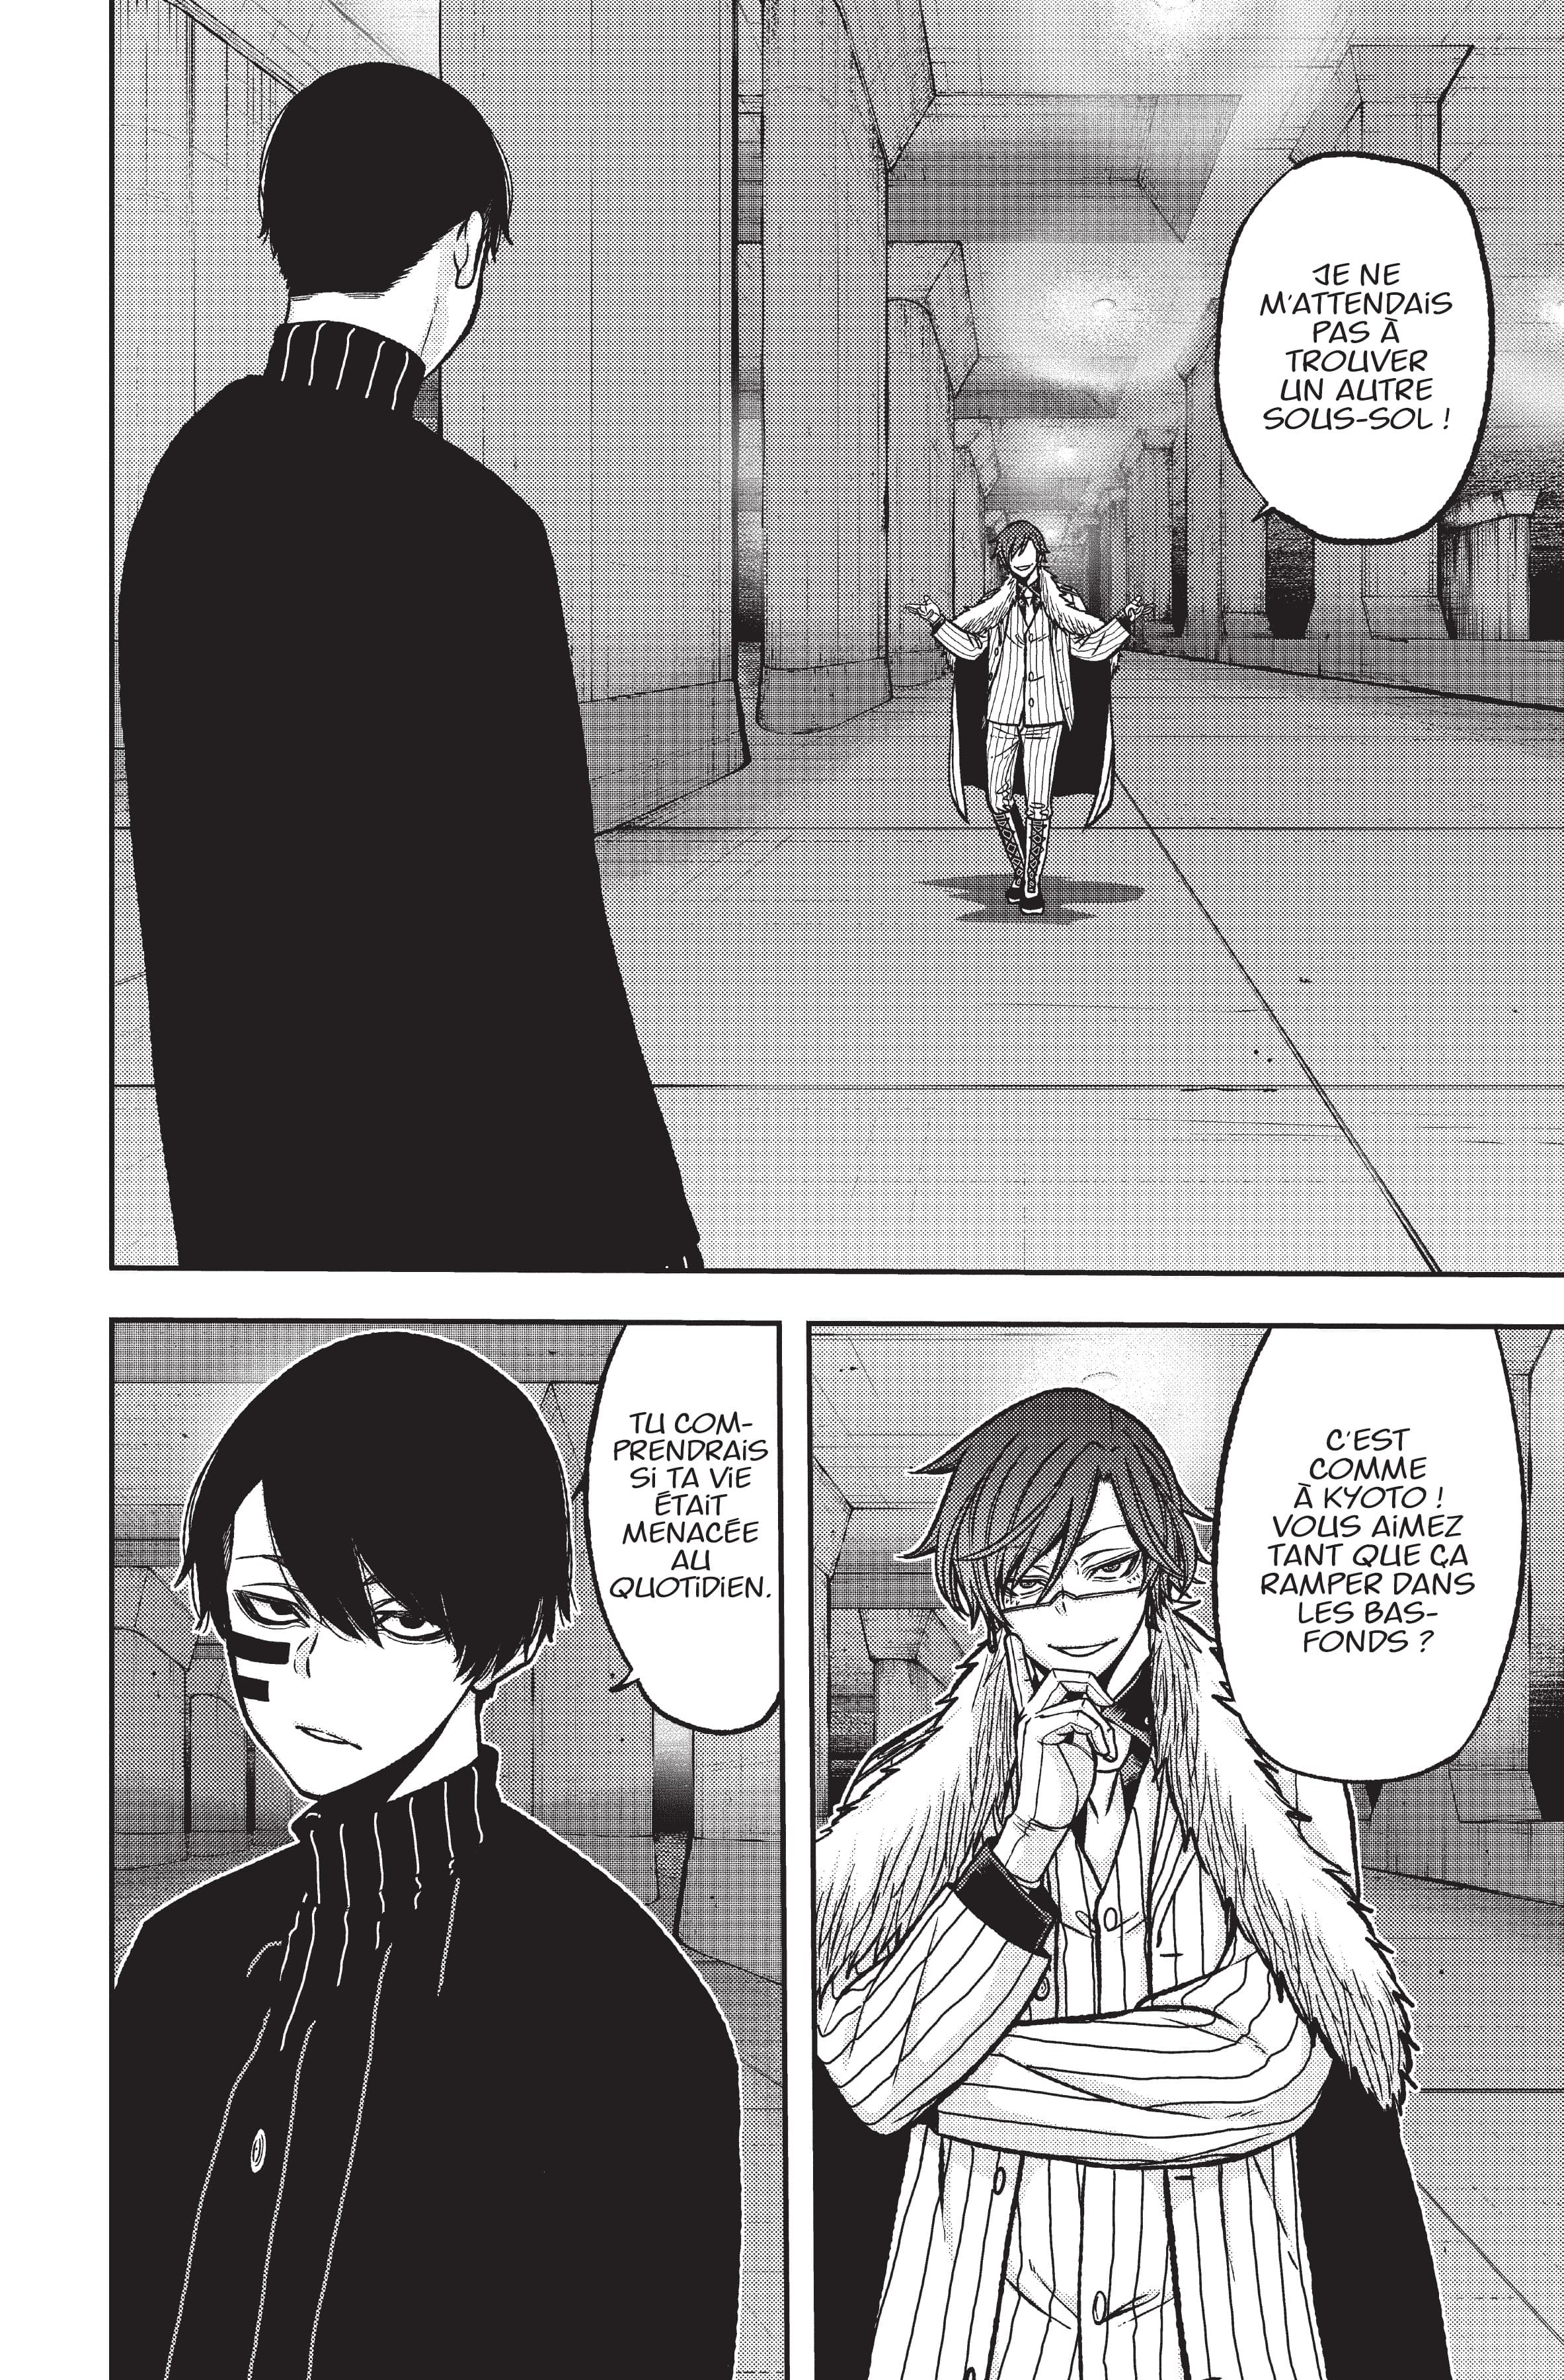 JE NE
M'ATTENDAIS
PAS À
TROUVER
UN AUTRE
SOUS-SOL !
C'EST
COMME
À KYOTO !
VOUS AIMEZ
TANT QUE ÇA
RAMPER DANS
LES BAS-
FONDS ?
TU COM-
PRENDRAIS
SI TA VIE
ÉTAIT
MENACÉE
AU
QUOTIDIEN.